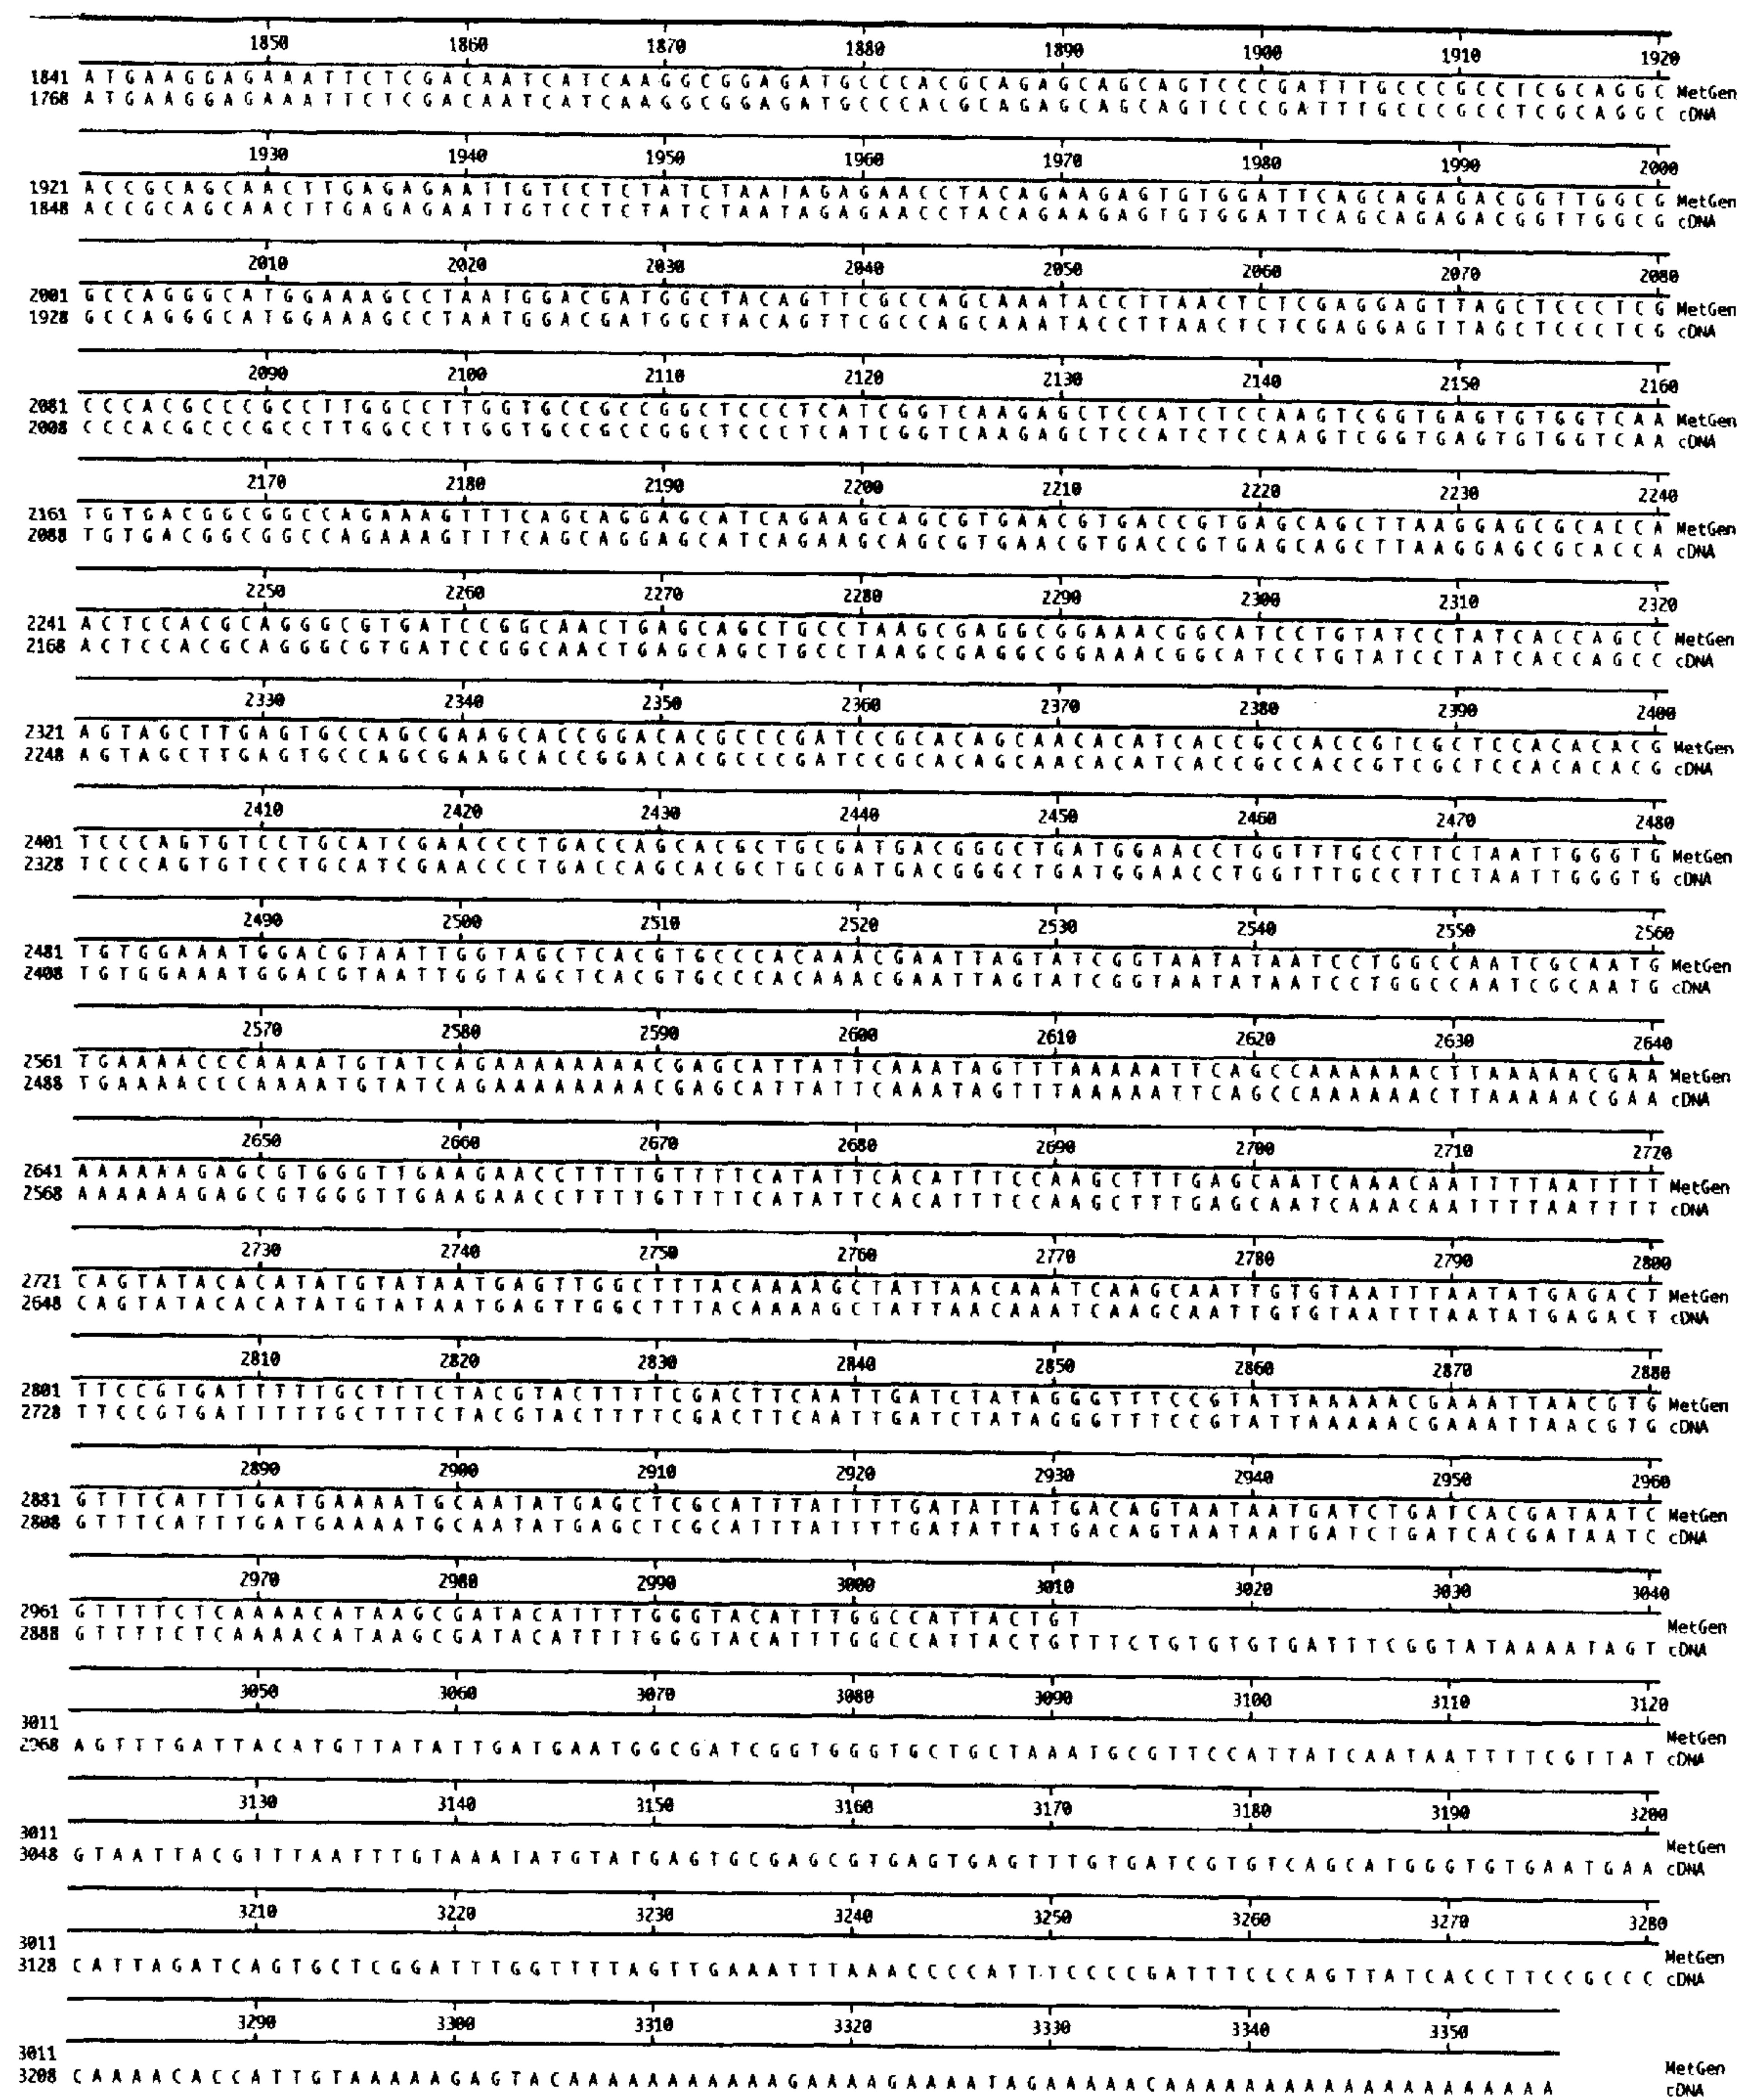 1850 1860 1870 1880 1890 1900 1910 1920
1841 ATGAAGGAGAAATTCTCGACAATCATCAAGGCGGAGATGCCCACGCAGAGCAGCAGTCCCGATTTGCCCGCCTCGCAGGC MetGen
1768 ATGAAGGAGAAATTCTCGACAATCATCAAGGCGGAGATGCCCACGCAGAGCAGCAGTCCCGATTTGCCCGCCTCGCAGGC cDNA
1930 1940 1950 1960 1970 1980 1990 2000
1921 ACCGCAGCAACTTGAGAGAATTGTCCTCTATCTAATAGAGAACCTACAGAAGAGTGTGGATTCAGCAGAGACGGTTGGCG MetGen
1848 ACCGCAGCAACTTGAGAGAATTGTCCTCTATCTAATAGAGAACCTACAGAAGAGTGTGGATTCAGCAGAGACGGTTGGCG cDNA
2010 2020 2030 2040 2050 2060 2070 2080
2001 GCCAGGGCATGGAAAGCCTAATGGACGATGGCTACAGTTCGCCAGCAAATACCTTAACTCTCGAGGAGTTAGCTCCCTCG MetGen
1928 GCCAGGGCATGGAAAGCCTAATGGACGATGGCTACAGTTCGCCAGCAAATACCTTAACTCTCGAGGAGTTAGCTCCCTCG cDNA
2090 2100 2110 2120 2130 2140 2150 2160
2081 CCCACGCCCGCCTTGGCCTTGGTGCCGCCGGCTCCCTCATCGGTCAAGAGCTCCATCTCCAAGTCGGTGAGTGTGGTCAA MetGen
2008 CCCACGCCCGCCTTGGCCTTGGTGCCGCCGGCTCCCTCATCGGTCAAGAGCTCCATCTCCAAGTCGGTGAGTGTGGTCAA cDNA
2170 2180 2190 2200 2210 2220 2230 2240
2161 TGTGACGGCGGCCAGAAAGTTTCAGCAGGAGCATCAGAAGCAGCGTGAACGTGACCGTGAGCAGCTTAAGGAGCGCACCA MetGen
2088 TGTGACGGCGGCCAGAAAGTTTCAGCAGGAGCATCAGAAGCAGCGTGAACGTGACCGTGAGCAGCTTAAGGAGCGCACCA cDNA
2250 2260 2270 2280 2290 2300 2310 2320
2241 ACTCCACGCAGGGCGTGATCCGGCAACTGAGCAGCTGCCTAAGCGAGGCGGAAACGGCATCCTGTATCCTATCACCAGCC MetGen
2168 ACTCCACGCAGGGCGTGATCCGGCAACTGAGCAGCTGCCTAAGCGAGGCGGAAACGGCATCCTGTATCCTATCACCAGCC cDNA
2330 2340 2350 2360 2370 2380 2390 2400
2321 AGTAGCTTGAGTGCCAGCGAAGCACCGGACACGCCCGATCCGCACAGCAACACATCACCGCCACCGTCGCTCCACACACG MetGen
2248 AGTAGCTTGAGTGCCAGCGAAGCACCGGACACGCCCGATCCGCACAGCAACACATCACCGCCACCGTCGCTCCACACACG cDNA
2410 2420 2430 2440 2450 2460 2470 2480
2401 TCCCAGTGTCCTGCATCGAACCCTGACCAGCACGCTGCGATGACGGGCTGATGGAACCTGGTTTGCCTTCTAATTGGGTG MetGen
2328 TCCCAGTGTCCTGCATCGAACCCTGACCAGCACGCTGCGATGACGGGCTGATGGAACCTGGTTTGCCTTCTAATTGGGTG cDNA
2490 2500 2510 2520 2530 2540 2550 2560
2481 TGTGGAAATGGACGTAATTGGTAGCTCACGTGCCCACAAACGAATTAGTATCGGTAATATAATCCTGGCCAATCGCAATG MetGen
2408 TGTGGAAATGGACGTAATTGGTAGCTCACGTGCCCACAAACGAATTAGTATCGGTAATATAATCCTGGCCAATCGCAATG cDNA
2570 2580 2590 2600 2610 2620 2630 2640
2561 TGAAAACCCAAAATGTATCAGAAAAAAAACGAGCATTATTCAAATAGTTTAAAAATTCAGCCAAAAAACTTAAAAACGAA MetGen
2488 TGAAAACCCAAAATGTATCAGAAAAAAAACGAGCATTATTCAAATAGTTTAAAAATTCAGCCAAAAAACTTAAAAACGAA cDNA
2650 2660 2670 2680 2690 2700 2710 2720
2641 AAAAAAGAGCGTGGGTTGAAGAACCTTTTGTTTTCATATTCACATTTCCAAGCTTTGAGCAATCAAACAATTTTAATTTT MetGen
2568 AAAAAAGAGCGTGGGTTGAAGAACCTTTTGTTTTCATATTCACATTTCCAAGCTTTGAGCAATCAAACAATTTTAATTTT cDNA
2730 2740 2750 2760 2770 2780 2790 2800
2721 CAGTATACACATATGTATAATGAGTTGGCTTTACAAAAGCTATTAACAAATCAAGCAATTGTGTAATTTAATATGAGACT MetGen
2648 CAGTATACACATATGTATAATGAGTTGGCTTTACAAAAGCTATTAACAAATCAAGCAATTGTGTAATTTAATATGAGACT cDNA
2810 2820 2830 2840 2850 2860 2870 2880
2801 TTCCGTGATTTTTGCTTTCTACGTACTTTTCGACTTCAATTGATCTATAGGGTTTCCGTATTAAAAACGAAATTAACGTG MetGen
2728 TTCCGTGATTTTTGCTTTCTACGTACTTTTCGACTTCAATTGATCTATAGGGTTTCCGTATTAAAAACGAAATTAACGTG cDNA
2890 2900 2910 2920 2930 2940 2950 2960
2881 GTTTCATTTGATGAAAATGCAATATGAGCTCGCATTTATTTTGATATTATGACAGTAATAATGATCTGATCACGATAATC MetGen
2808 GTTTCATTTGATGAAAATGCAATATGAGCTCGCATTTATTTTGATATTATGACAGTAATAATGATCTGATCACGATAATC cDNA
2970 2980 2990 3000 3010 3020 3030 3040
2961 GTTTTCTCAAAACATAAGCGATACATTTTGGGTACATTTGGCCATTACTGT MetGen
2888 GTTTTCTCAAAACATAAGCGATACATTTTGGGTACATTTGGCCATTACTGTTTCTGTGTGTGATTTCGGTATAAAATAGT cDNA
3050 3060 3070 3080 3090 3100 3110 3120
3011 MetGen
2968 AGTTTGATTACATGTTATATTGATGAATGGCGATCGGTGGGTGCTGCTAAATGCGTTCCATTATCAATAATTTTCGTTAT cDNA
3130 3140 3150 3160 3170 3180 3190 3200
3011 MetGen
3048 GTAATTACGTTTAATTTGTAAATATGTATGAGTGCGAGCGTGAGTGAGTTTGTGATCGTGTCAGCATGGGTGTGAATGAA cDNA
3210 3220 3230 3240 3250 3260 3270 3280
3011 MetGen
3128 CATTAGATCAGTGCTCGGATTTGGTTTTAGTTGAAATTTAAACCCCATTTCCCCGATTTCCCAGTTATCACCTTCCGCCC cDNA
3290 3300 3310 3320 3330 3340 3350
3011 MetGen
3208 CAAAACACCATTGTAAAAAGAGTACAAAAAAAAAAAGAAAAGAAAATAGAAAAACAAAAAAAAAAAAAAAAAAAA cDNA